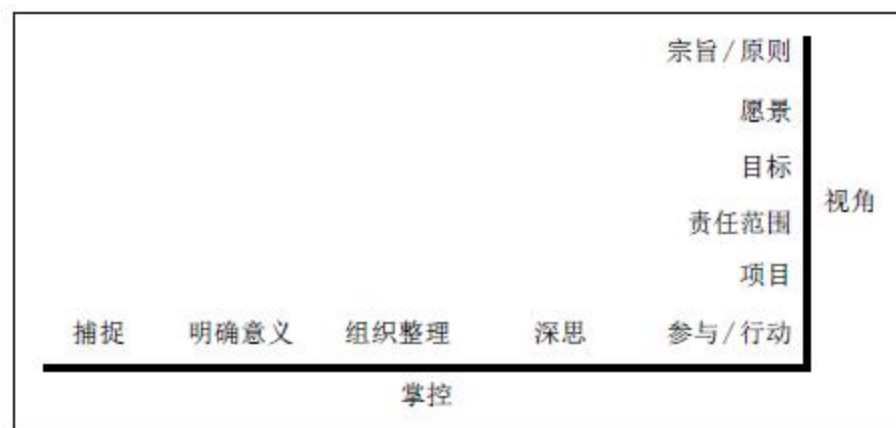 宗旨/原则
愿景
目标
视角
责任范围
项目
捕捉 明确意义 组织整理 深思 参与/行动
掌控